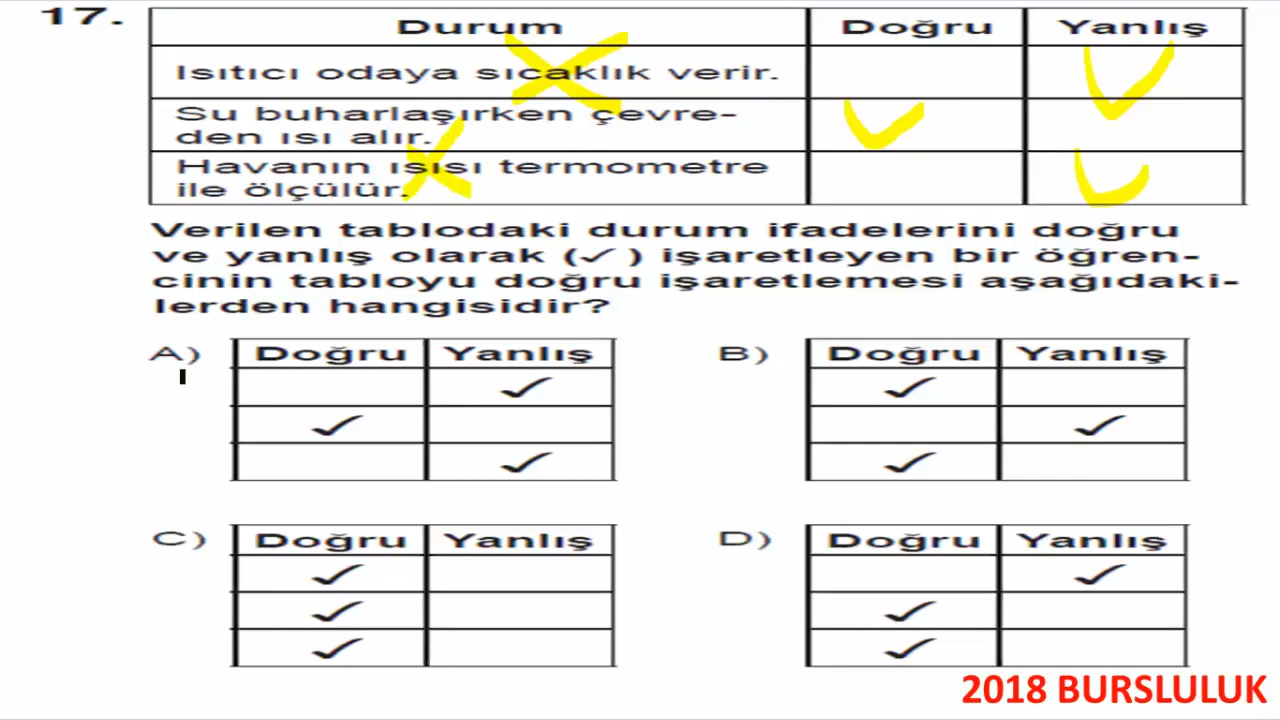 17.
Durum Doğru Yanlış
Isıtıcı odaya sıcaklık verir.
Su buharlaşırken çevre-
den ısı alır.
Havanın ısısı termometre
ile ölçülür.
Verilen tablodaki durum ifadelerini doğru
ve yanlış olarak (✓) işaretleyen bir öğren-
cinin tabloyu doğru işaretlemesi aşağıdaki-
lerden hangisidir?
A) Doğru Yanlış B) Doğru Yanlış
✓ ✓
✓ ✓
✓ ✓
C) Doğru Yanlış D) Doğru Yanlış
✓ ✓
✓ ✓
✓ ✓
2018 BURSLULUK